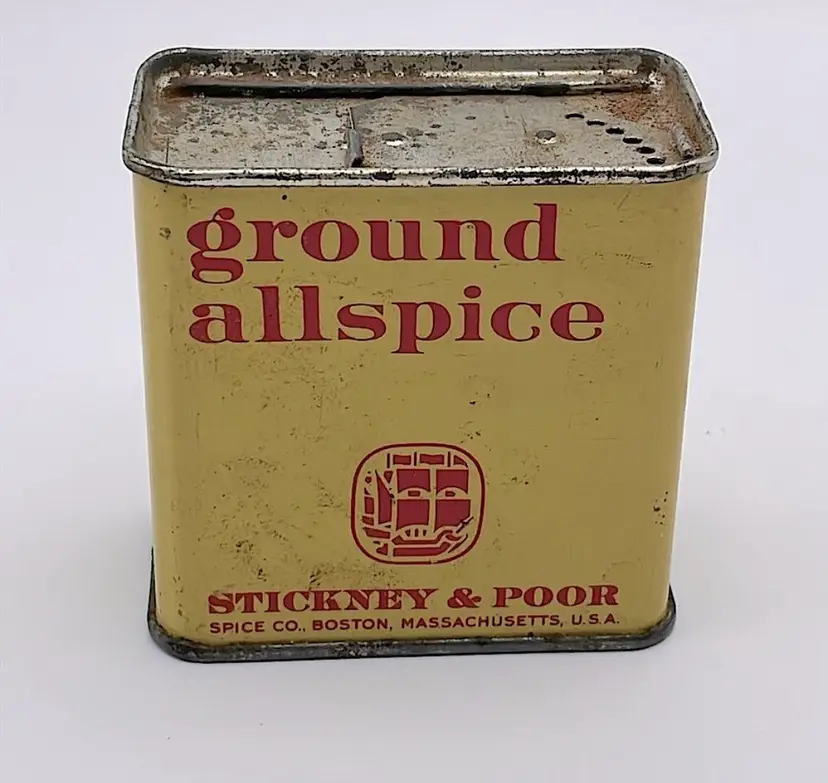 ground
allspice
STICKNEY & POOR
SPICE CO., BOSTON, MASSACHUSETTS, U.S.A.